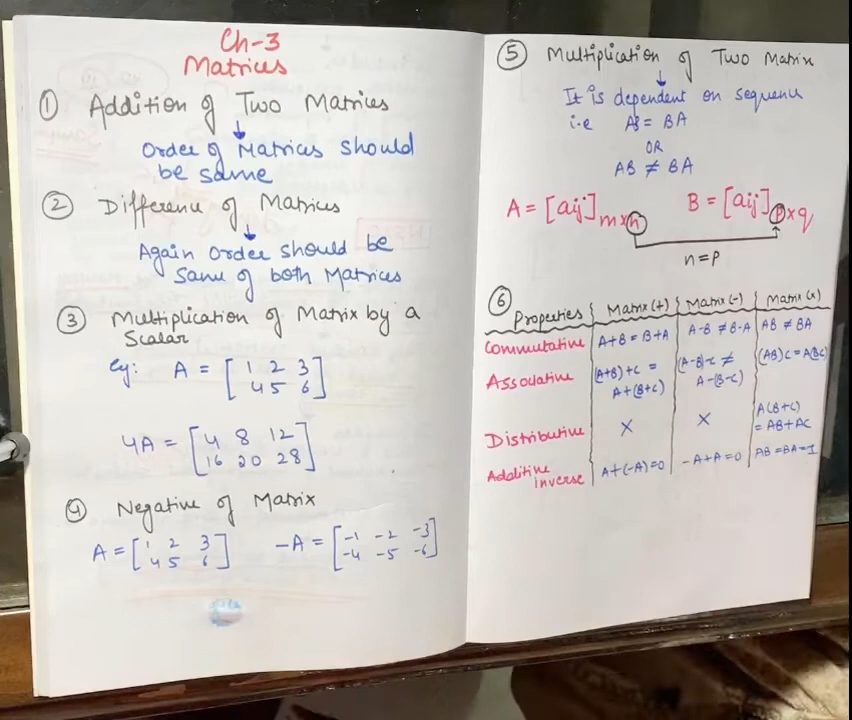 Ch-3
Matrices
① Addition of Two Matrices
↓
Order of Matrices should
be same
② Difference of Matrices
↓
Again Order should be
Same of both Matrices
③ Multiplication of Matrix by a
Scalar
eg: A = [1 2 3
4 5 6]
4A = [4 8 12
16 20 28]
④ Negative of Matrix
A = [1 2 3
4 5 6] -A = [-1 -2 -3
-4 -5 -6]
⑤ Multiplication of Two Matrix
↓
It is dependent on sequence
i.e AB = BA
OR
AB ≠ BA
A = [aij] m×n B = [aij] p×q
n=p
⑥ Properties Matrix (+) Matrix (-) Matrix (x)
Commutative A+B = B+A A-B ≠ B-A AB ≠ BA
Associative (A+B)+C = A+(B+C) (A-B)-C ≠ A-(B-C) (AB)C = A(BC)
Distributive × × A(B+C) = AB+AC
Additive inverse A+(-A)=0 -A+A=0 AB=BA=1